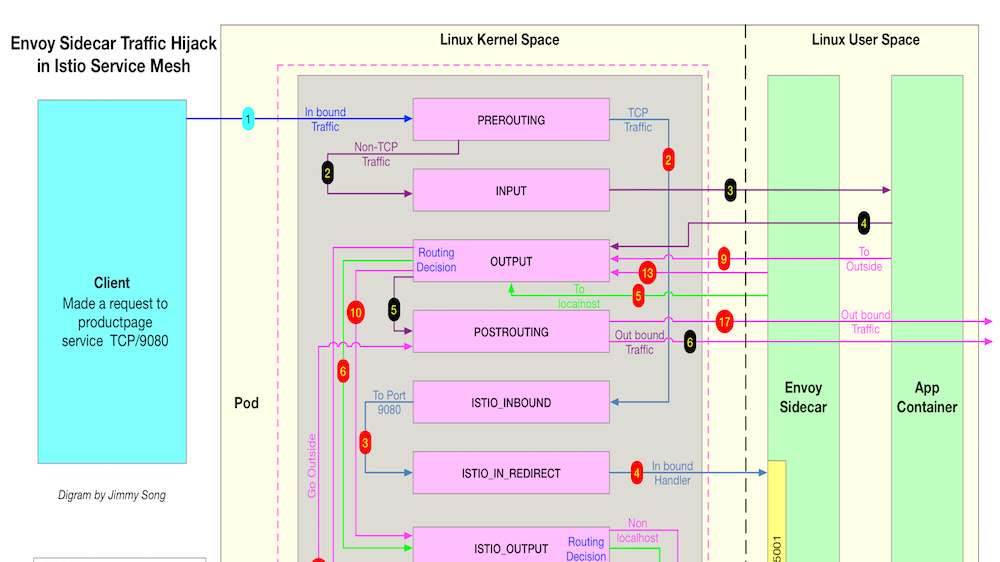 Envoy Sidecar Traffic Hijack
in Istio Service Mesh
Linux Kernel Space
Linux User Space
1
In bound
Traffic
PREROUTING
TCP
Traffic
Non-TCP
Traffic
2
2
INPUT
3
4
Routing
Decision
OUTPUT
9
To
Outside
13
To
localhost
5
5
10
POSTROUTING
17
Out bound
Traffic
Out bound
Traffic
6
Client
Made a request to
productpage
service TCP/9080
6
Pod
To Port
9080
ISTIO_INBOUND
Envoy
Sidecar
App
Container
3
Go Outside
ISTIO_IN_REDIRECT
4
In bound
Handler
Digram by Jimmy Song
Non
localhost
ISTIO_OUTPUT
Routing
Decision
5001